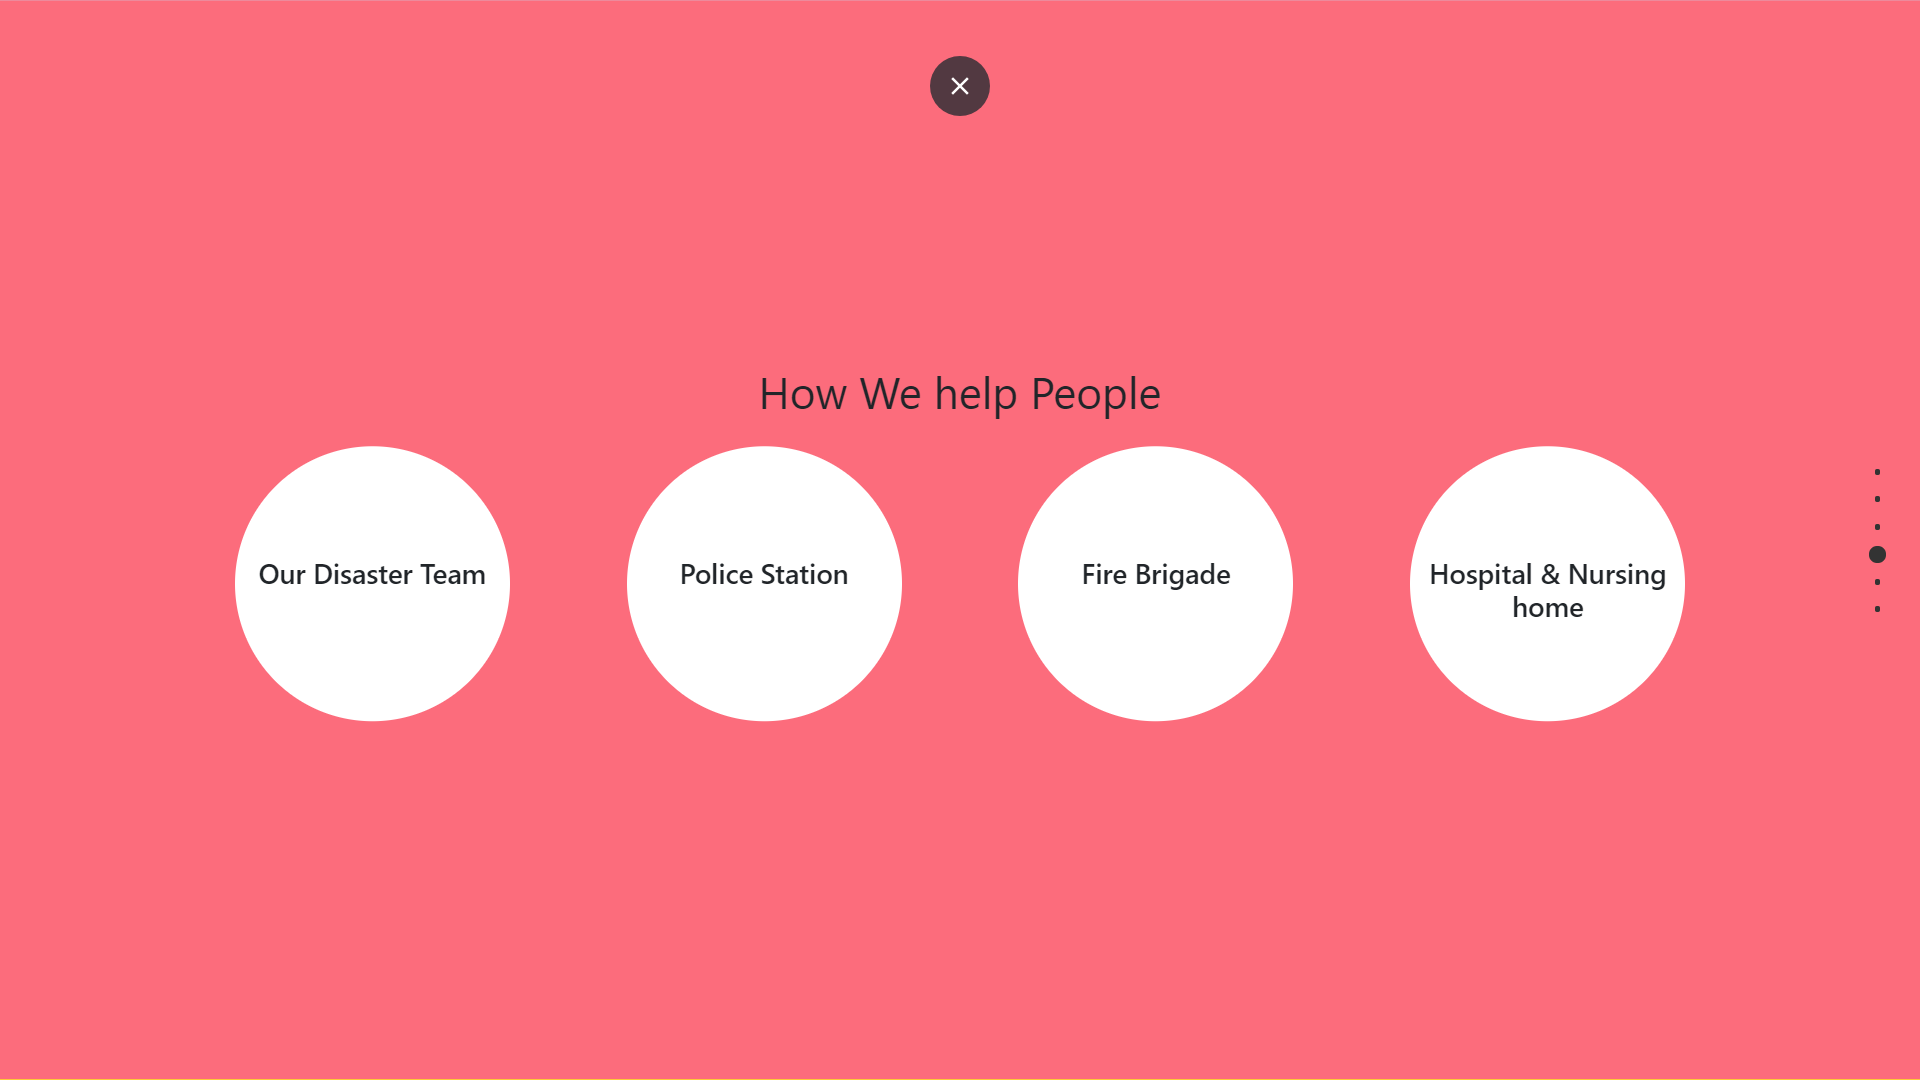 How We help People
Our Disaster Team
Police Station
Fire Brigade
Hospital & Nursing
home